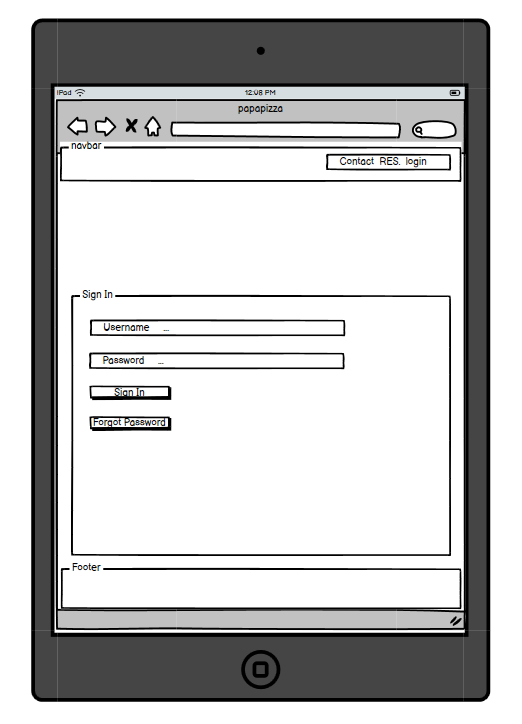 iPad 12:08 PM
papapizza
navbar
Contact RES. login
Sign In
Username ...
Password ...
Sign In
Forgot Password
Footer